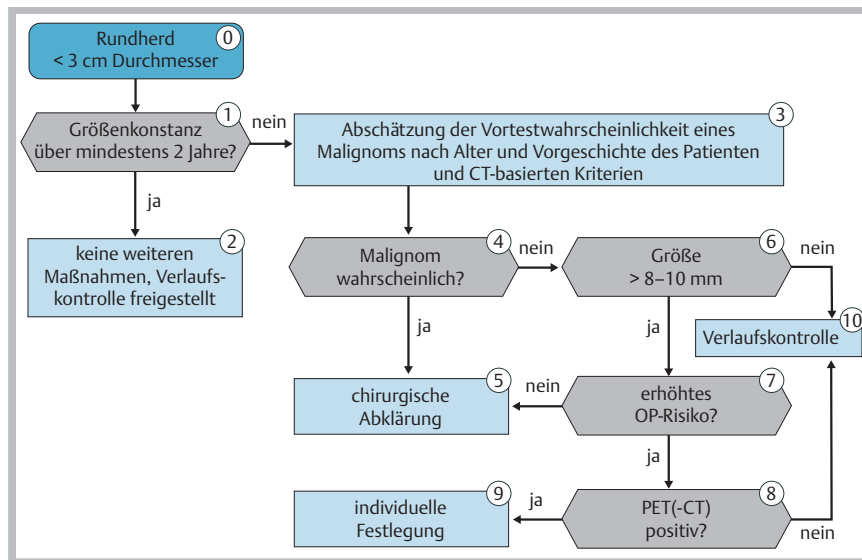 0
Rundherd
< 3 cm Durchmesser
1
Größenkonstanz
über mindestens 2 Jahre?
nein
3
Abschätzung der Vortestwahrscheinlichkeit eines
Malignoms nach Alter und Vorgeschichte des Patienten
und CT-basierten Kriterien
ja
2
keine weiteren
Maßnahmen, Verlaufs-
kontrolle freigestellt
4
Malignom
wahrscheinlich?
nein
6
Größe
> 8–10 mm
nein
ja
ja
10
Verlaufskontrolle
5
chirurgische
Abklärung
nein
7
erhöhtes
OP-Risiko?
ja
9
individuelle
Festlegung
ja
8
PET(-CT)
positiv?
nein